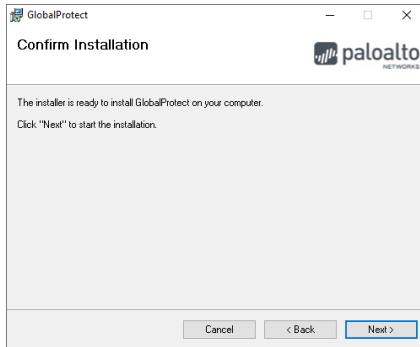 GlobalProtect
Confirm Installation
paloalto
NETWORKS
The installer is ready to install GlobalProtect on your computer.
Click "Next" to start the installation.
Cancel
< Back
Next >